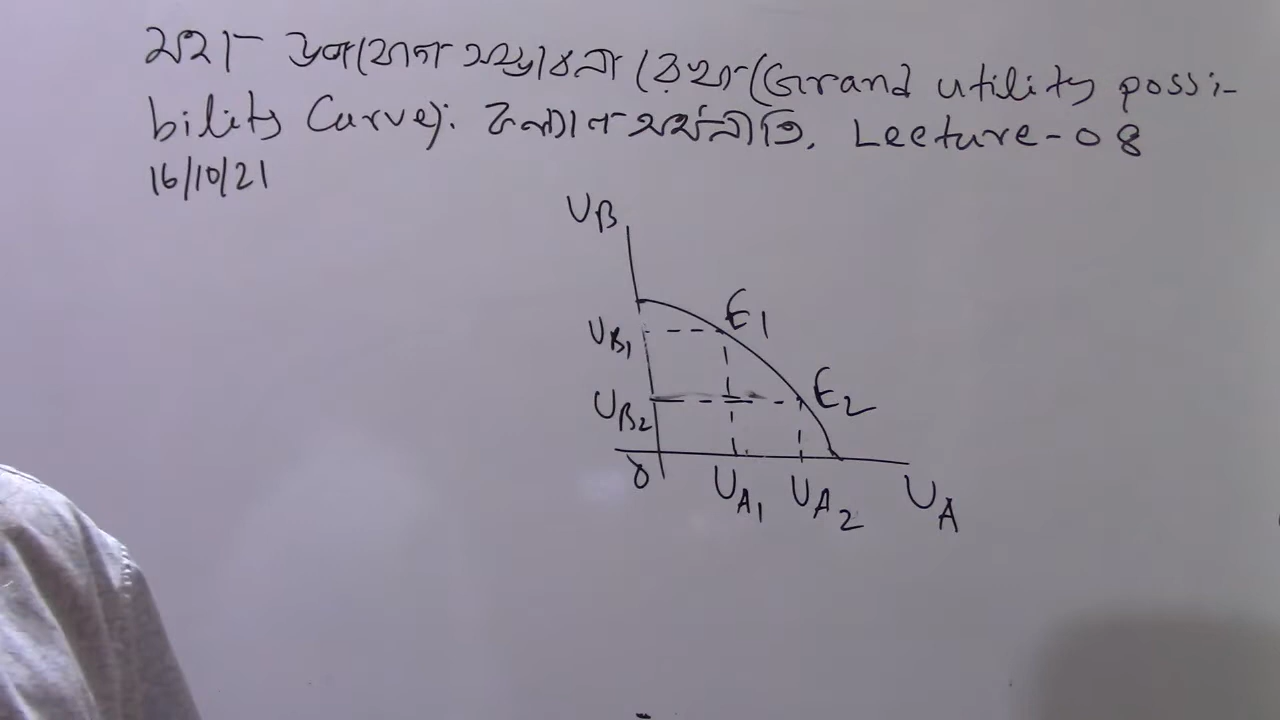 মহা উপযোগ সম্ভাবনা রেখা (Grand utility possi-
bility Curve): কল্যাণ অর্থনীতি. Lecture-08
16/10/21
UB
E1
UB1
E2
UB2
0
UA1 UA2 UA